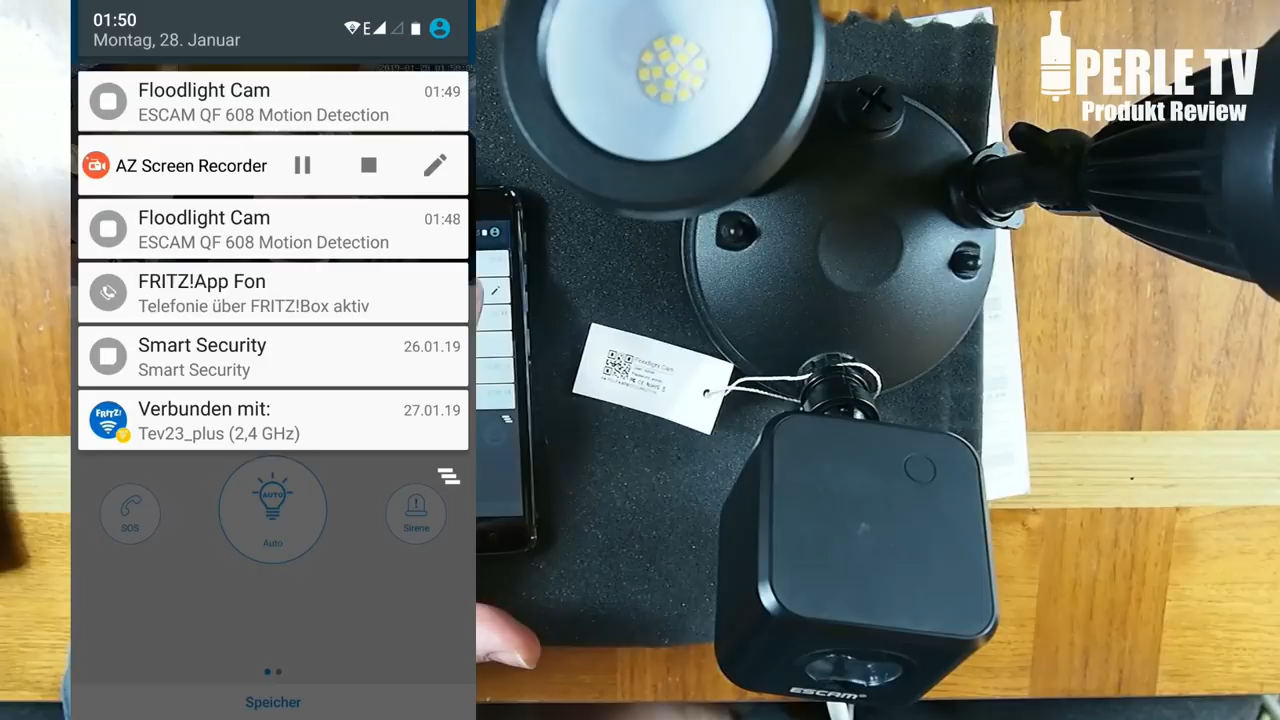 01:50
Montag, 28. Januar
E
Floodlight Cam 01:49
ESCAM QF 608 Motion Detection
AZ Screen Recorder
Floodlight Cam 01:48
ESCAM QF 608 Motion Detection
FRITZ!App Fon
Telefonie über FRITZ!Box aktiv
Smart Security 26.01.19
Smart Security
FRITZ!
Verbunden mit: 27.01.19
Tev23_plus (2,4 GHz)
SOS
AUTO
Auto
Sirene
Speicher
PERLE TV
Produkt Review
Floodlight Cam
ESCAM